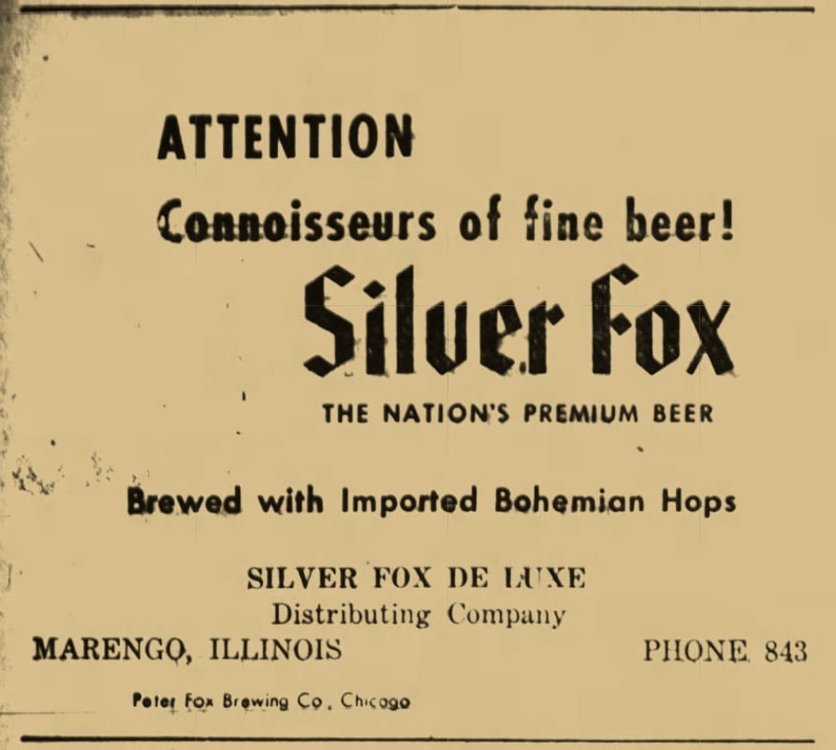 ATTENTION
Connoisseurs of fine beer!
Silver Fox
THE NATION'S PREMIUM BEER
Brewed with Imported Bohemian Hops
SILVER FOX DE LUXE
Distributing Company
MARENGO, ILLINOIS PHONE 843
Peter Fox Brewing Co., Chicago